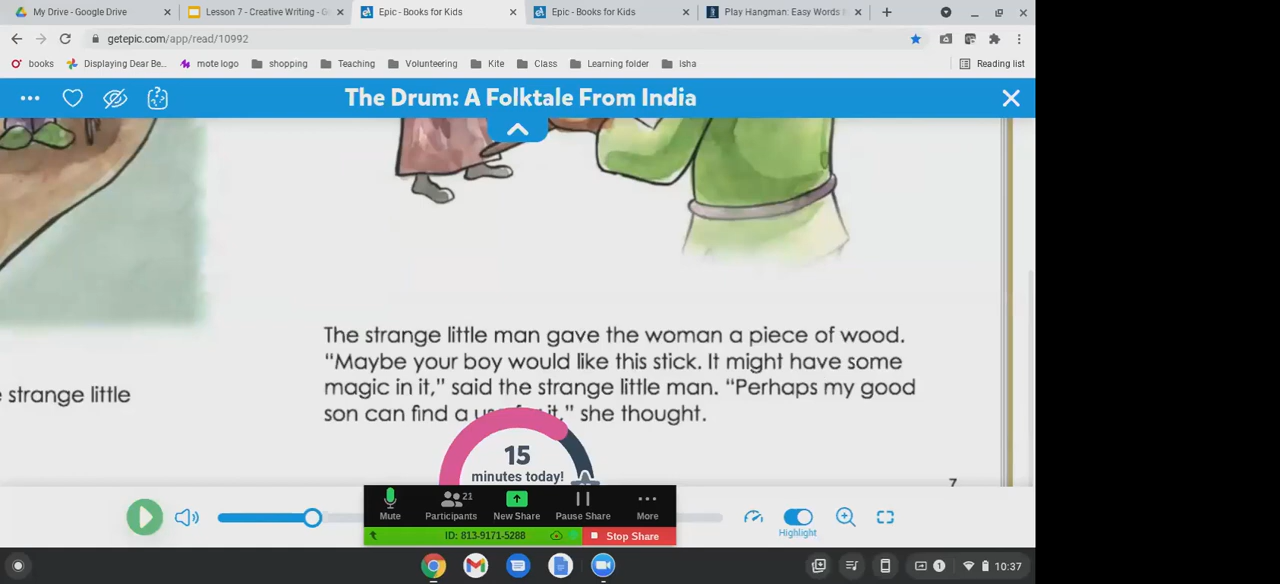 My Drive - Google Drive
Lesson 7 - Creative Writing - G
Epic - Books for Kids
Epic - Books for Kids
Play Hangman: Easy Words
getepic.com/app/read/10992
books Displaying Dear Be... mote logo shopping Teaching Volunteering Kite Class Learning folder Isha Reading list
The Drum: A Folktale From India
The strange little man gave the woman a piece of wood.
“Maybe your boy would like this stick. It might have some
magic in it,” said the strange little man. “Perhaps my good
son can find a use for it,” she thought.
strange little
15
minutes today!
7
21
Mute Participants New Share Pause Share More
ID: 813-9171-5288 Stop Share
Highlight
1 10:37